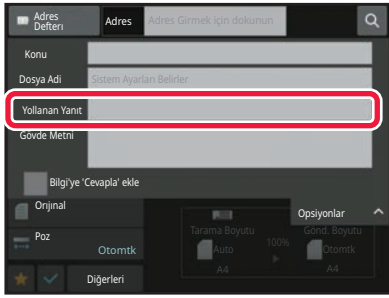 Adres
Defteri
Adres
Adres Girmek için dokunun
Konu
Dosya Adi
Sistem Ayarları Belirler
Yollanan Yanıt
Gövde Metni
Bilgi'ye 'Cevapla' ekle
Orijinal
Opsiyonlar
Poz
Otomtk
Tarama Boyutu
Auto
A4
100%
Gönd. Boyutu
Otomtk
A4
Diğerleri